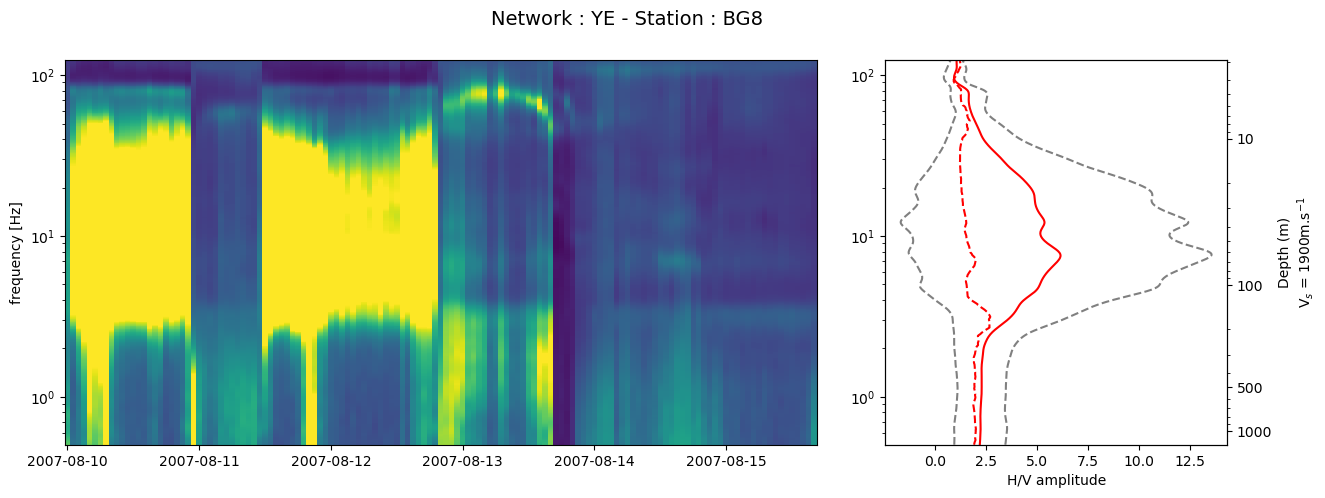 Network : YE - Station : BG8
frequency [Hz]
10²
10¹
10⁰
2007-08-10 2007-08-11 2007-08-12 2007-08-13 2007-08-14 2007-08-15
10²
10¹
10⁰
0.0 2.5 5.0 7.5 10.0 12.5
H/V amplitude
10
100
500
1000
Depth (m)
Vₛ = 1900m.s⁻¹